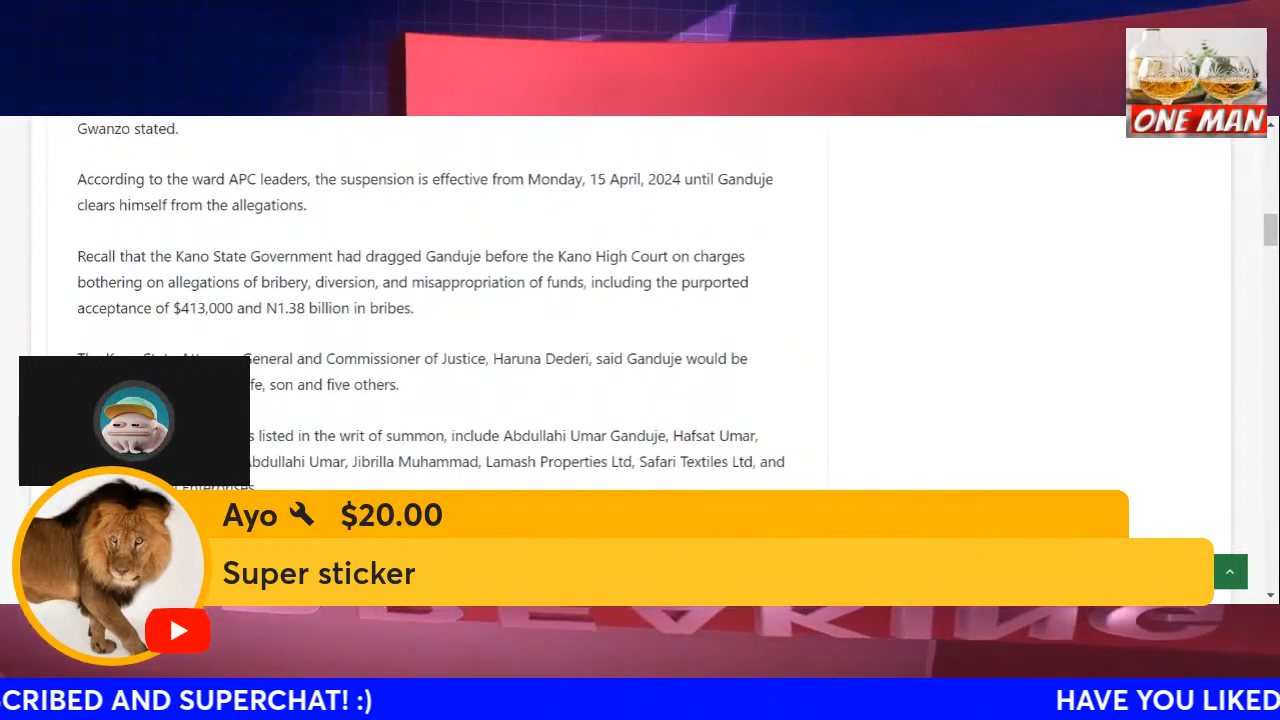 ONE MAN
Gwanzo stated.
According to the ward APC leaders, the suspension is effective from Monday, 15 April, 2024 until Ganduje
clears himself from the allegations.
Recall that the Kano State Government had dragged Ganduje before the Kano High Court on charges
bothering on allegations of bribery, diversion, and misappropriation of funds, including the purported
acceptance of $413,000 and N1.38 billion in bribes.
General and Commissioner of Justice, Haruna Dederi, said Ganduje would be
son and five others.
listed in the writ of summon, include Abdullahi Umar Ganduje, Hafsat Umar,
Abdullahi Umar, Jibrilla Muhammad, Lamash Properties Ltd, Safari Textiles Ltd, and
Ayo $20.00
Super sticker
SCRIBED AND SUPERCHAT! :) HAVE YOU LIKED